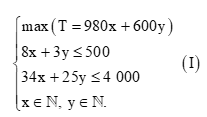 max(T = 980x + 600y)
8x + 3y ≤ 500
(I)
34x + 25y ≤ 4 000
x ∈ ℕ, y ∈ ℕ.